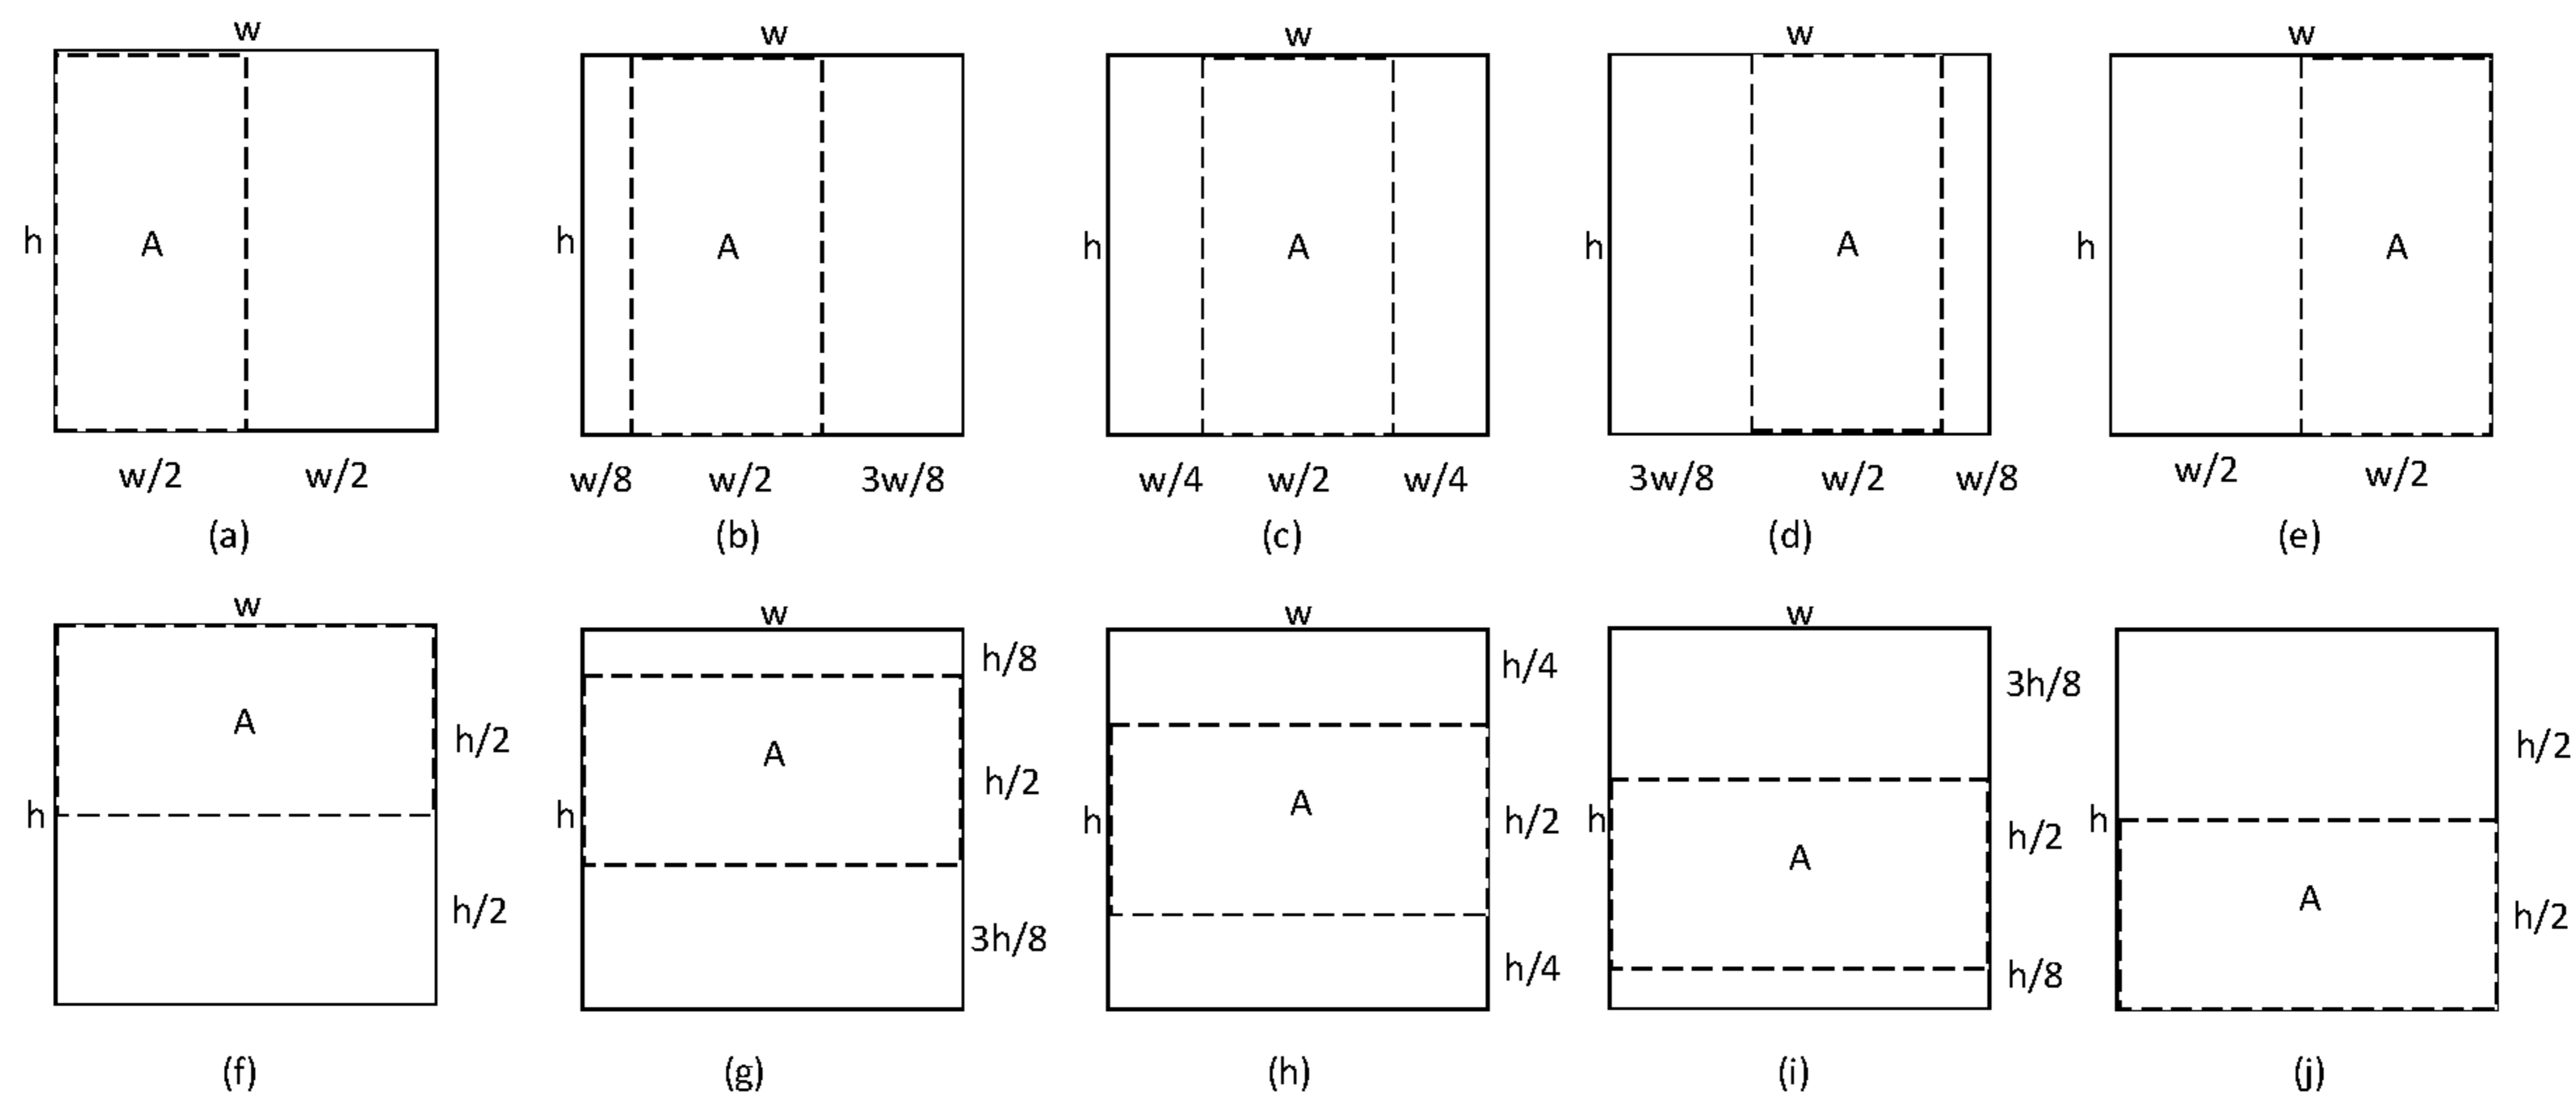 w w w w w
h A h A h A h A h A
w/2 w/2 w/8 w/2 3w/8 w/4 w/2 w/4 3w/8 w/2 w/8 w/2 w/2
(a) (b) (c) (d) (e)
w w w w
h/8 h/4 3h/8
A h/2 A h/2 A h/2 h/2
h h h h/2 h h/2 h
A A h/2
h/2 3h/8 h/4 h/8
(f) (g) (h) (i) (j)